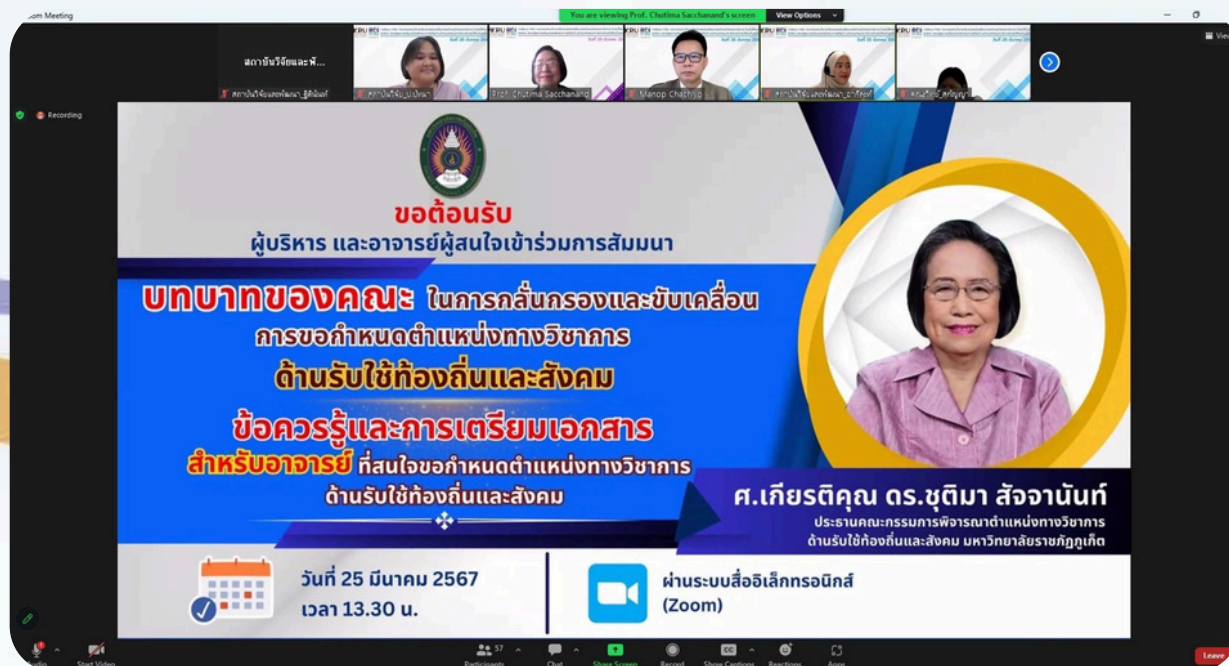 Zoom Meeting
You are viewing Prof. Chutima Sacchanand's screen
View Options
View
สถาบันวิจัยและพั...
Prof. Chutima Sacchanand
Manop Chachiyo
Recording
ขอต้อนรับ
ผู้บริหาร และอาจารย์ผู้สนใจเข้าร่วมการสัมมนา
บทบาทของคณะ ในการกลั่นกรองและขับเคลื่อน
การขอกำหนดตำแหน่งทางวิชาการ
ด้านรับใช้ท้องถิ่นและสังคม
ข้อควรรู้และการเตรียมเอกสาร
สำหรับอาจารย์ ที่สนใจขอกำหนดตำแหน่งทางวิชาการ
ด้านรับใช้ท้องถิ่นและสังคม
ศ.เกียรติคุณ ดร.ชุติมา สัจจานันท์
ประธานคณะกรรมการพิจารณาตำแหน่งทางวิชาการ
ด้านรับใช้ท้องถิ่นและสังคม มหาวิทยาลัยราชภัฏภูเก็ต
วันที่ 25 มีนาคม 2567
เวลา 13.30 น.
ผ่านระบบสื่ออิเล็กทรอนิกส์
(Zoom)
Audio
Start Video
57
Participants
Chat
Share Screen
Record
Show Captions
Reactions
Apps
Leave